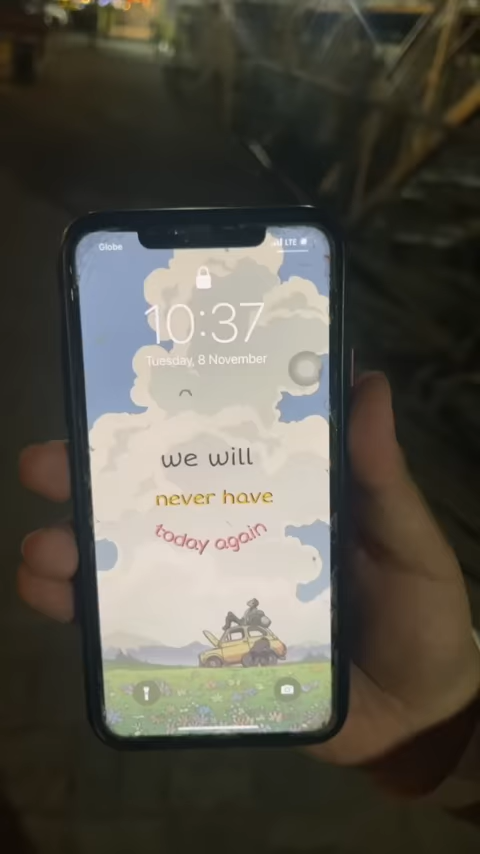 Globe LTE
10:37
Tuesday, 8 November
we will
never have
today again